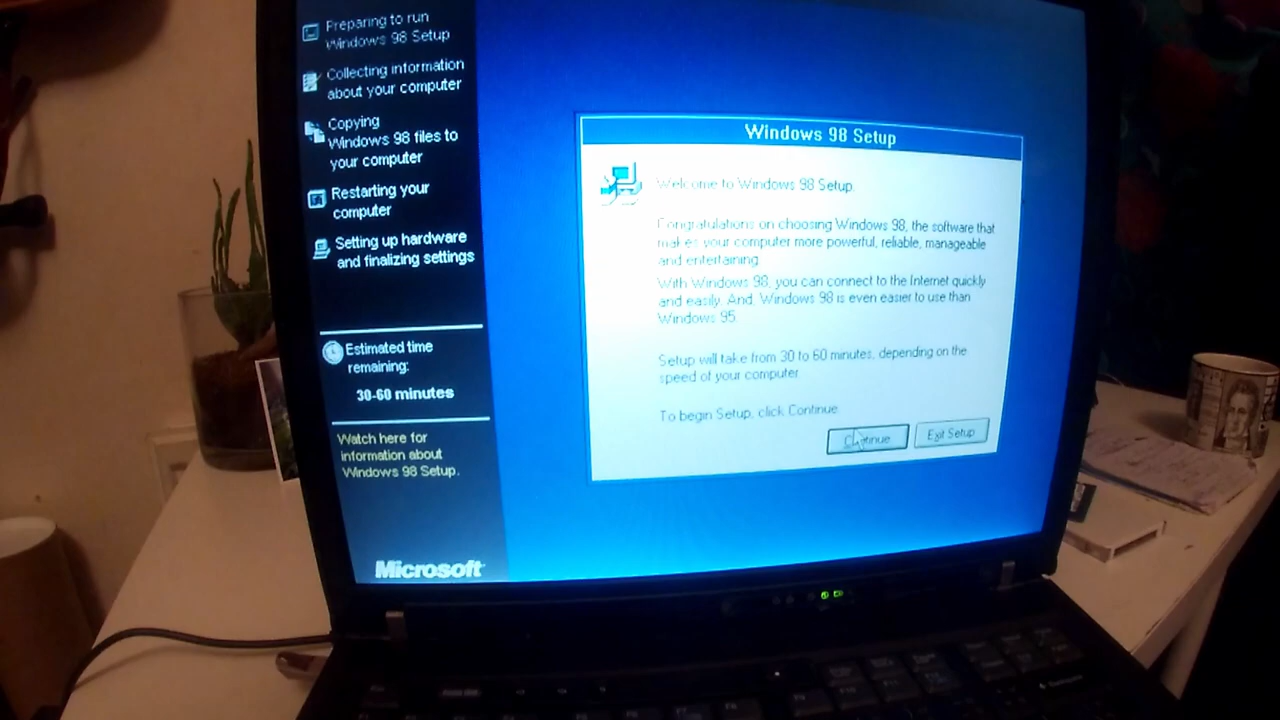 Preparing to run
Windows 98 Setup
Collecting information
about your computer
Copying
Windows 98 files to
your computer
Restarting your
computer
Setting up hardware
and finalizing settings
Estimated time
remaining:
30-60 minutes
Watch here for
information about
Windows 98 Setup.
Microsoft
Windows 98 Setup
Welcome to Windows 98 Setup.
Congratulations on choosing Windows 98, the software that
makes your computer more powerful, reliable, manageable
and entertaining.
With Windows 98, you can connect to the Internet quickly
and easily. And, Windows 98 is even easier to use than
Windows 95.
Setup will take from 30 to 60 minutes, depending on the
speed of your computer.
To begin Setup, click Continue.
Continue
Exit Setup